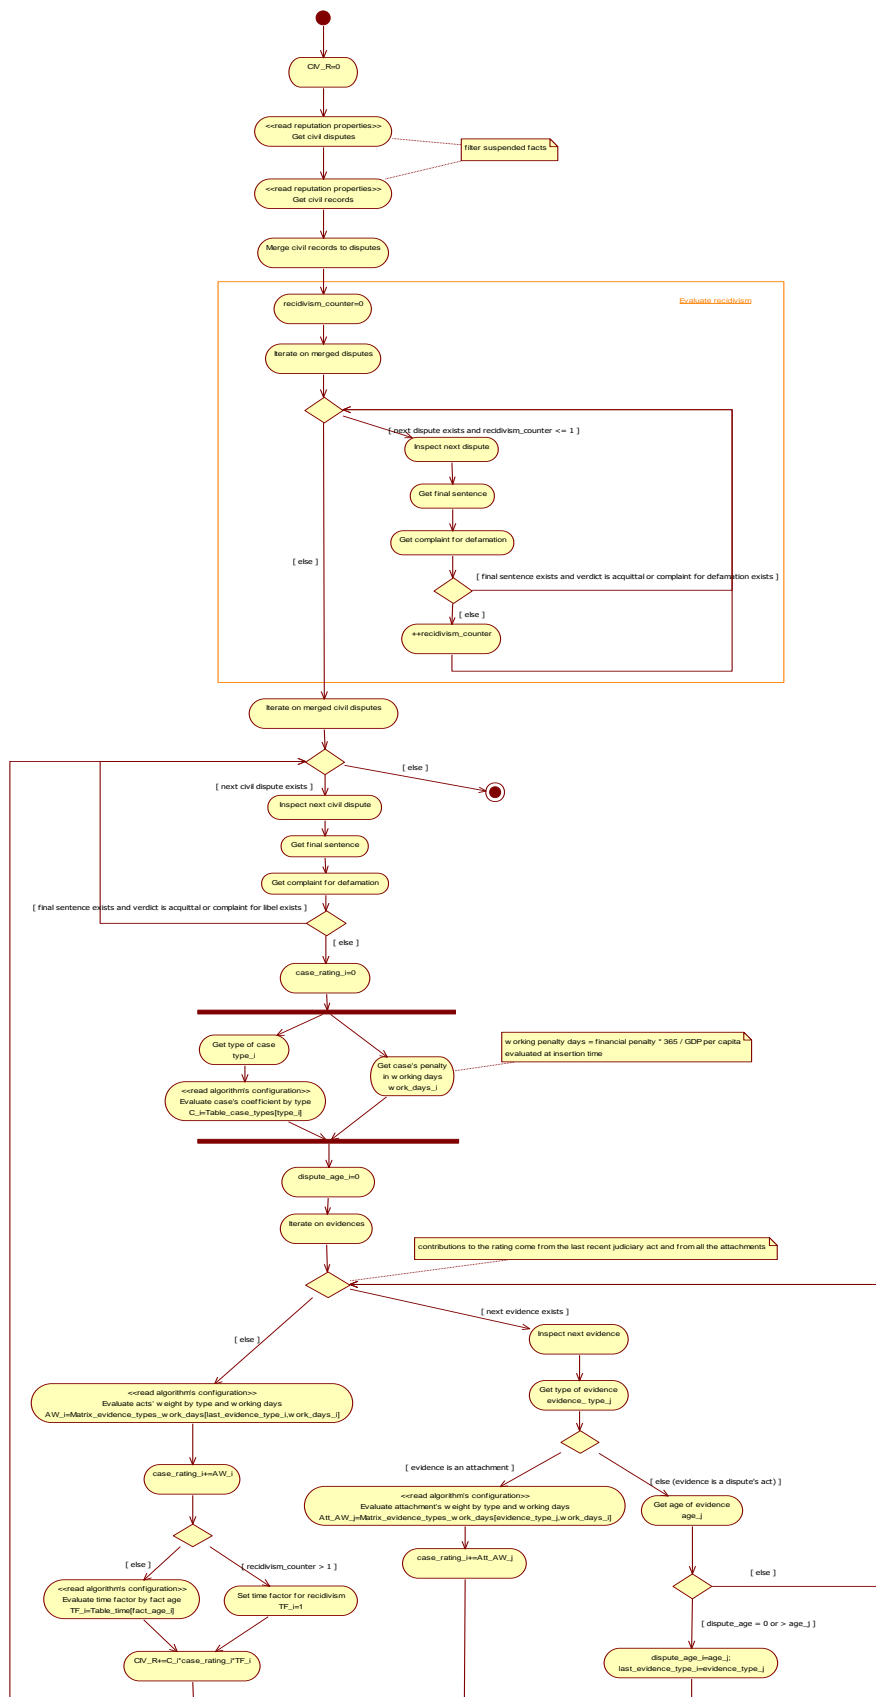 CIV_R=0
<<read reputation properties>>
Get civil disputes
filter suspended facts
<<read reputation properties>>
Get civil records
Merge civil records to disputes
Evaluate recidivism
recidivism_counter=0
Iterate on merged disputes
[ next dispute exists and recidivism_counter <= 1 ]
Inspect next dispute
Get final sentence
Get complaint for defamation
[ else ]
[ final sentence exists and verdict is acquittal or complaint for defamation exists ]
[ else ]
++recidivism_counter
Iterate on merged civil disputes
[ else ]
[ next civil dispute exists ]
Inspect next civil dispute
Get final sentence
Get complaint for defamation
[ final sentence exists and verdict is acquittal or complaint for libel exists ]
[ else ]
case_rating_i=0
Get type of case
type_i
working penalty days = financial penalty * 365 / GDP per capita
evaluated at insertion time
Get case's penalty
in working days
work_days_i
<<read algorithm's configuration>>
Evaluate case's coefficient by type
C_i=Table_case_types[type_i]
dispute_age_i=0
Iterate on evidences
contributions to the rating come from the last recent judiciary act and from all the attachments
[ next evidence exists ]
[ else ]
Inspect next evidence
<<read algorithm's configuration>>
Evaluate acts' weight by type and working days
AW_i=Matrix_evidence_types_work_days[last_evidence_type_i,work_days_i]
Get type of evidence
evidence_ type_j
[ evidence is an attachment ]
[ else (evidence is a dispute's act) ]
case_rating_i+=AW_i
<<read algorithm's configuration>>
Evaluate attachment's weight by type and working days
Att_AW_j=Matrix_evidence_types_work_days[evidence_type_j,work_days_i]
Get age of evidence
age_j
case_rating_i+=Att_AW_j
[ else ]
[ recidivism_counter > 1 ]
[ else ]
<<read algorithm's configuration>>
Evaluate time factor by fact age
TF_i=Table_time[fact_age_i]
Set time factor for recidivism
TF_i=1
[ dispute_age = 0 or > age_j ]
CIV_R+=C_i*case_rating_i*TF_i
dispute_age_i=age_j;
last_evidence_type_i=evidence_type_j